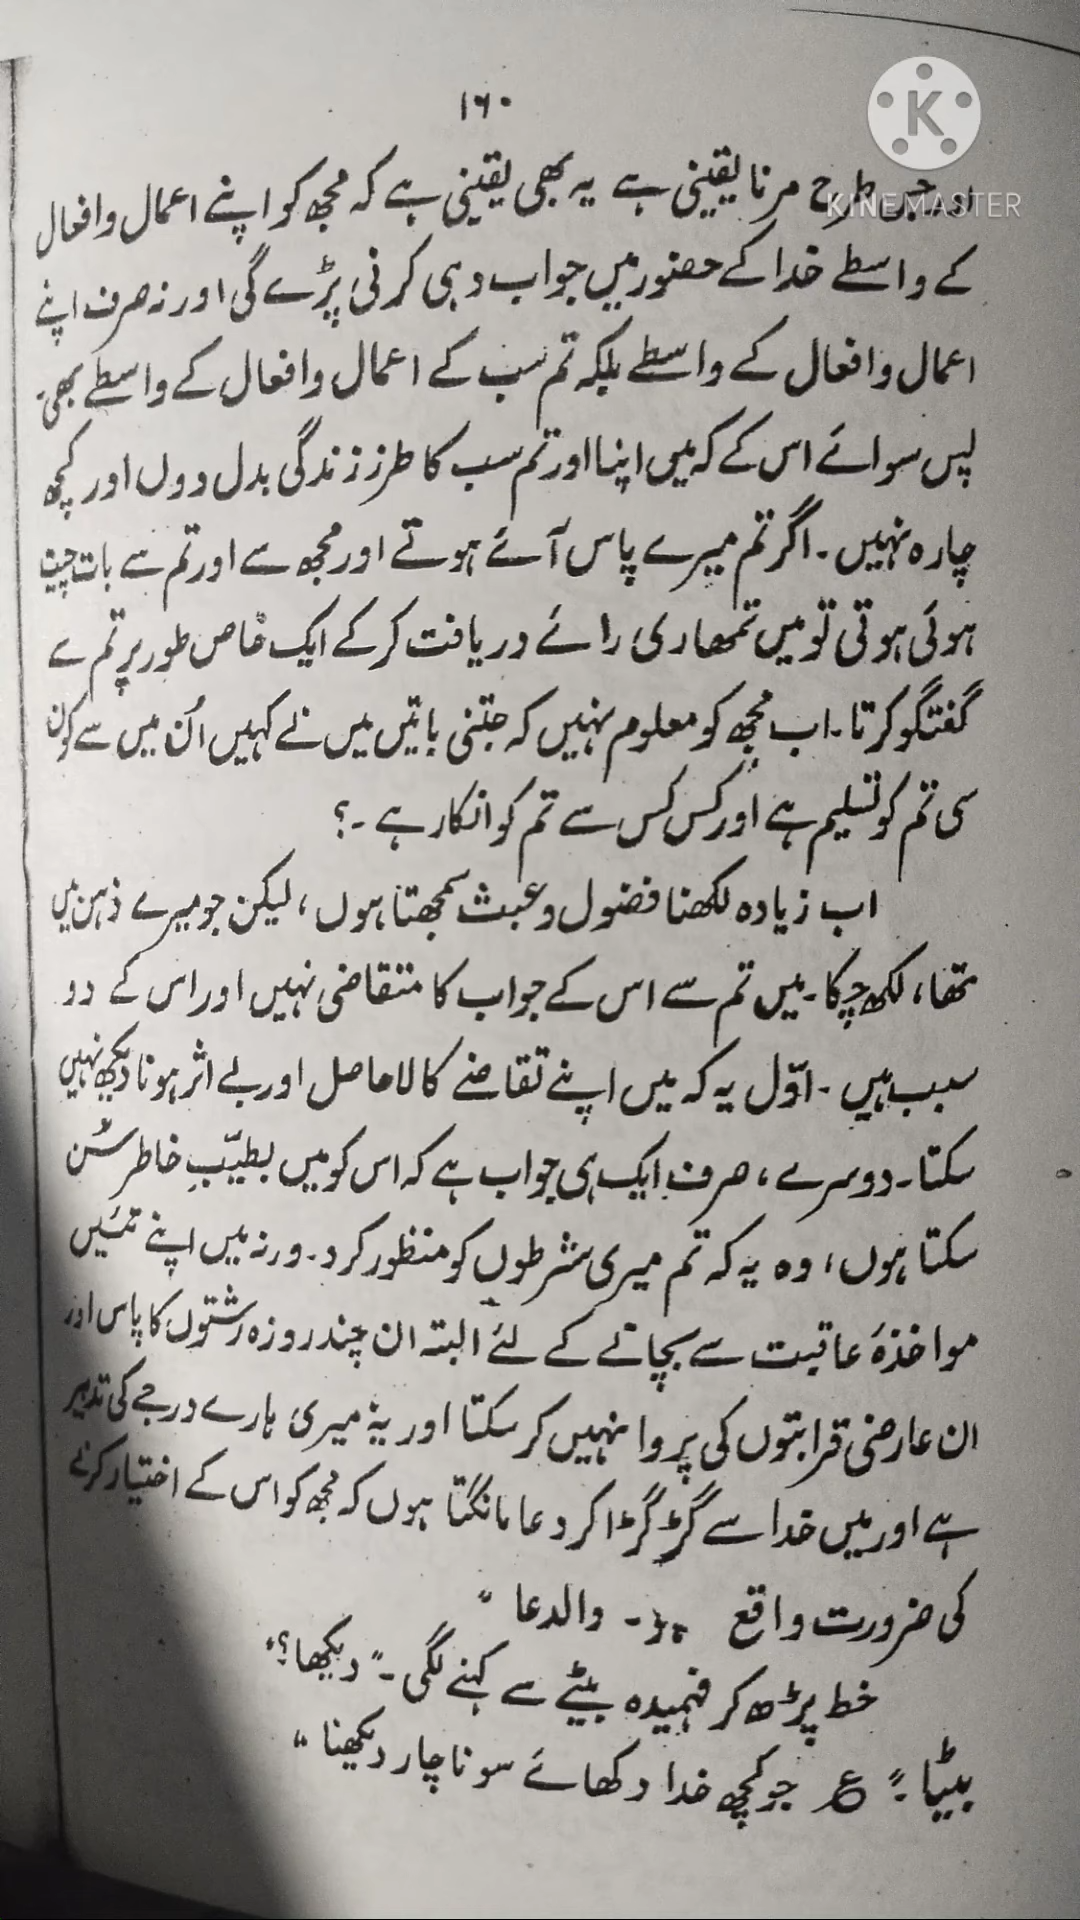 K
KINEMASTER
۱۶۰
اور جس طرح مرنا یقینی ہے یہ بھی یقینی ہے کہ مجھ کو اپنے اعمال و افعال
کے واسطے خدا کے حضور میں جواب دہی کرنی پڑے گی اور نہ صرف اپنے
اعمال و افعال کے واسطے بلکہ تم سب کے اعمال و افعال کے واسطے بھی۔
پس سوائے اس کے کہ میں اپنا اور تم سب کا طرز زندگی بدل دوں اور کچھ
چارہ نہیں۔ اگر تم میرے پاس آئے ہوتے اور مجھ سے اور تم سے بات چیت
ہوئی ہوتی تو میں تمھاری رائے دریافت کر کے ایک خاص طور پر تم سے
گفتگو کرتا۔ اب مجھ کو معلوم نہیں کہ جتنی باتیں میں نے کہیں اُن میں سے کون
سی تم کو تسلیم ہے اور کس کس سے تم کو انکار ہے ۔؟
اب زیادہ لکھنا فضول و عبث سمجھتا ہوں، لیکن جو میرے ذہن میں
تھا، لکھ چکا۔ میں تم سے اس کے جواب کا متقاضی نہیں اور اس کے دو
سبب ہیں ۔ اوّل یہ کہ میں اپنے تقاضے کا لاحاصل اور بے اثر ہونا دیکھ نہیں
سکتا۔ دوسرے، صرف ایک ہی جواب ہے کہ اس کو میں بطیّبِ خاطر سُن
سکتا ہوں، وہ یہ کہ تم میری شرطوں کو منظور کرد۔ ورنہ میں اپنے تئیں
مواخذۂ عاقبت سے بچانے کے لئے البتہ ان چند روزہ رشتوں کا پاس اور
ان عارضی قرابتوں کی پروا نہیں کر سکتا اور یہ میری ہارے درجے کی تدبیر
ہے اور میں خدا سے گڑگڑا کر دعا مانگتا ہوں کہ مجھ کو اس کے اختیار کرنے
کی ضرورت واقع ۔ والدعا "
خط پڑھ کر فہمیدہ بیٹے سے کہنے لگی۔ " دیکھا؟"
بیٹا ۔" ع جو کچھ خدا دکھائے سو ناچار دیکھنا "